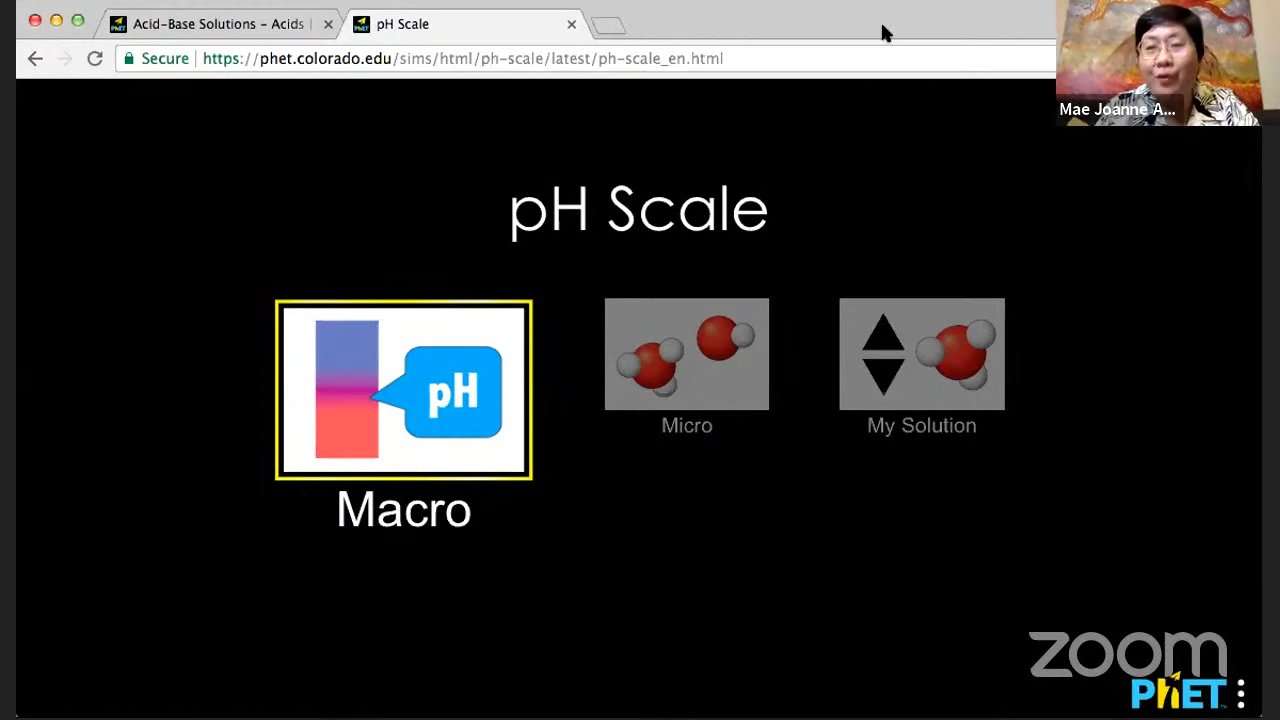 Acid-Base Solutions - Acids
pH Scale
Secure
https://phet.colorado.edu/sims/html/ph-scale/latest/ph-scale_en.html
Mae Joanne A...
pH Scale
pH
Macro
Micro
My Solution
zoom
PhET